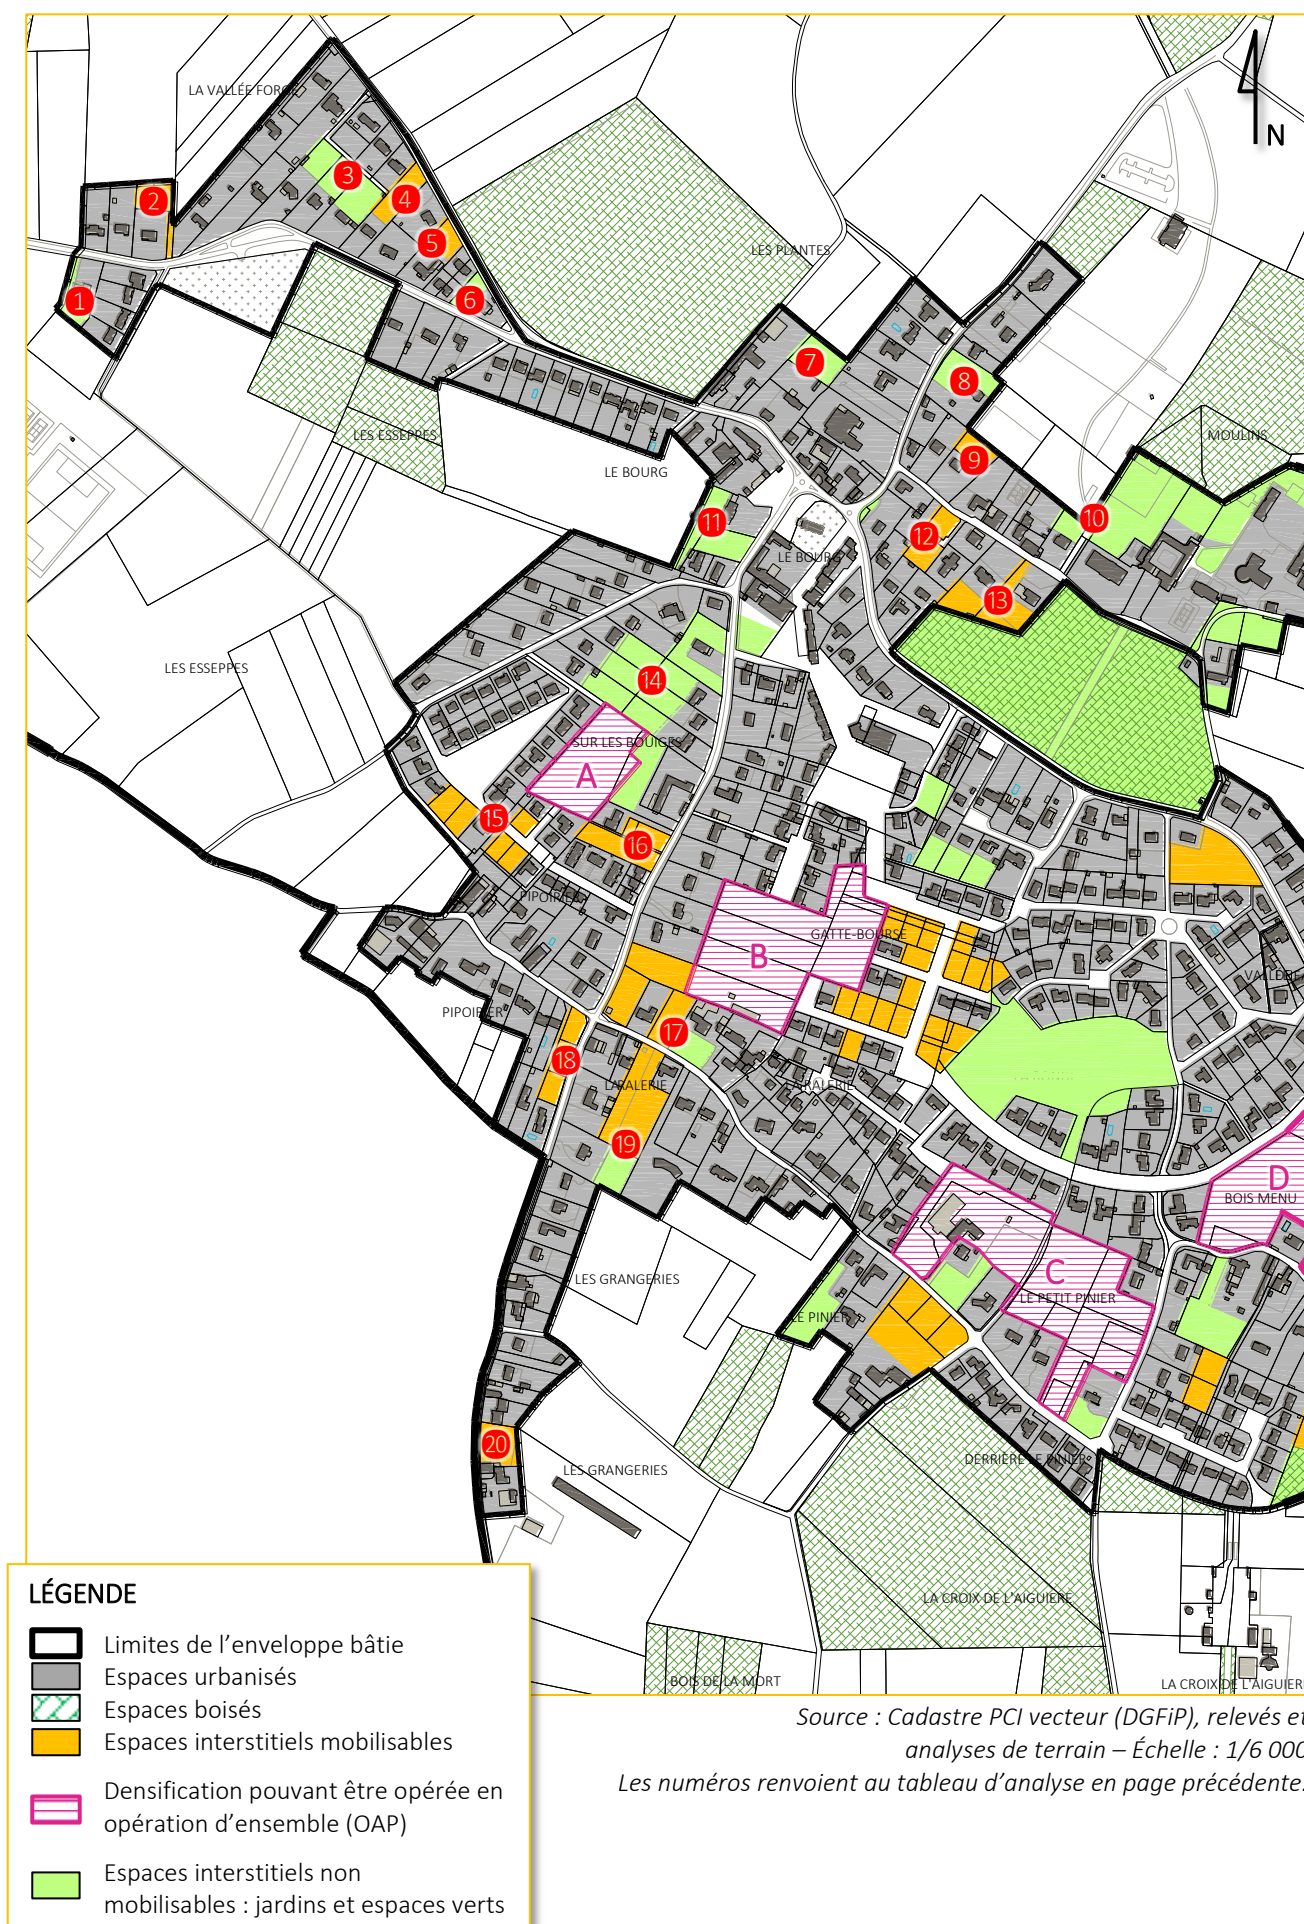 LA VALLÉE FORGE
N
2
3
4
5
1
6
LES PLANTES
7
8
LES ESSEPPES
LE BOURG
MOULINS
9
11
10
12
LE BOURG
13
LES ESSEPPES
14
SUR LES BOUIGES
A
15
16
PIPOIRIER
GATTE-BOURSE
B
PIPOIRIER
17
18
LA RALERIE
LA RALERIE
19
D
BOIS MENU
LES GRANGERIES
C
LE PETIT PINIER
LE PINIER
20
LES GRANGERIES
DERRIÈRE LE PINIER
LA CROIX DE L'AIGUIERE
BOIS DE LA MORT
LA CROIX DE L'AIGUIER
LÉGENDE
Limites de l’enveloppe bâtie
Espaces urbanisés
Espaces boisés
Espaces interstitiels mobilisables
Densification pouvant être opérée en
opération d’ensemble (OAP)
Espaces interstitiels non
mobilisables : jardins et espaces verts
Source : Cadastre PCI vecteur (DGFiP), relevés et
analyses de terrain – Échelle : 1/6 000
Les numéros renvoient au tableau d’analyse en page précédente.